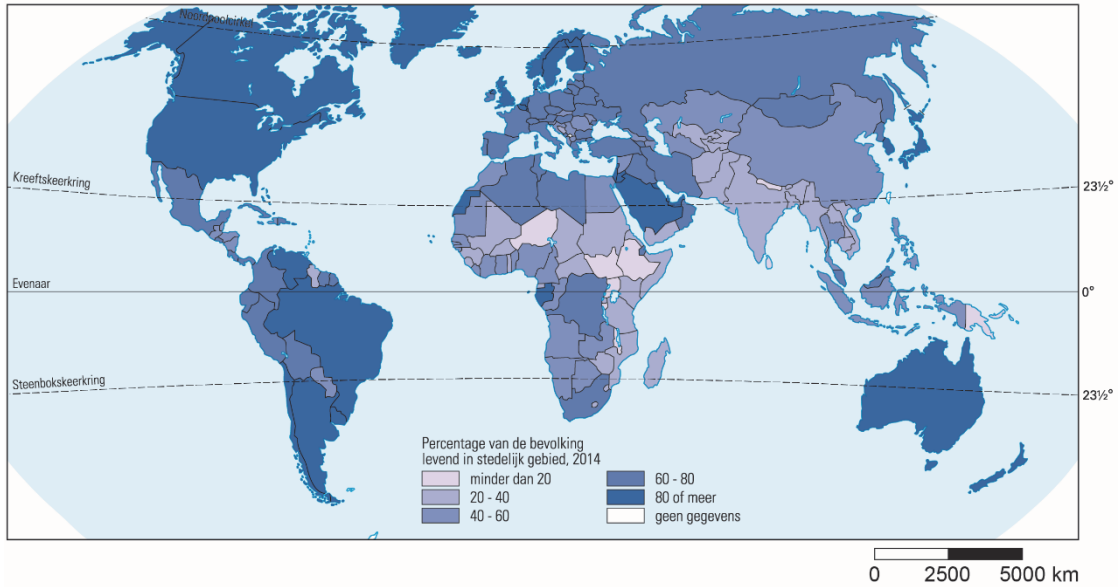 Noordpoolcirkel
Kreeftskeerkring
23½°
Evenaar
0°
Steenbokskeerkring
23½°
Percentage van de bevolking
levend in stedelijk gebied, 2014
minder dan 20
20 - 40
40 - 60
60 - 80
80 of meer
geen gegevens
0 2500 5000 km